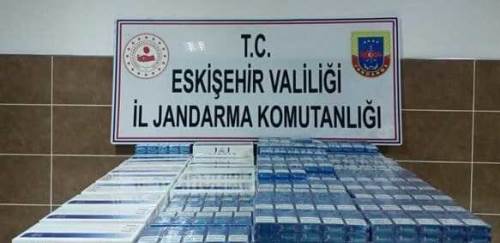 T.C.
ESKİŞEHİR VALİLİĞİ
İL JANDARMA KOMUTANLIĞI